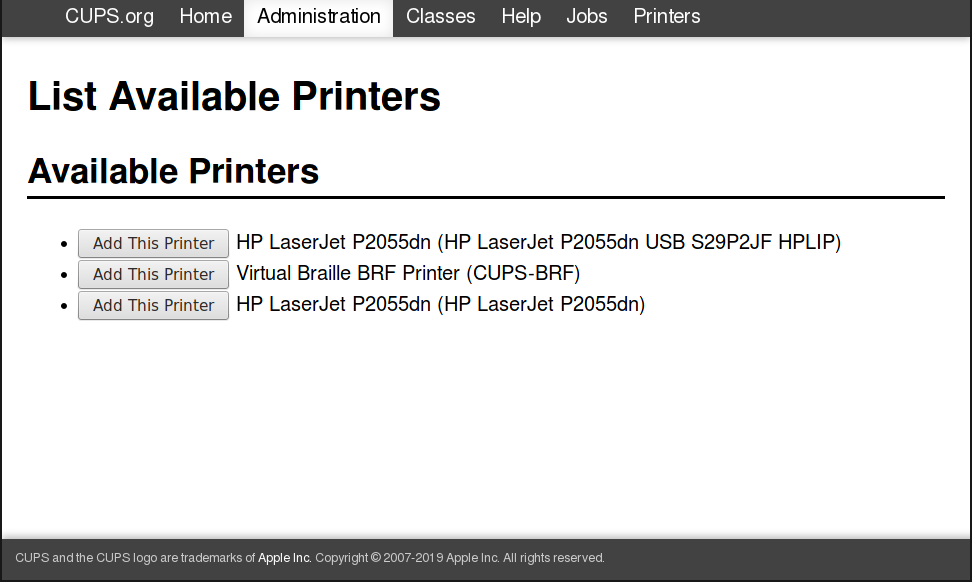 CUPS.org Home Administration Classes Help Jobs Printers
List Available Printers
Available Printers
Add This Printer HP LaserJet P2055dn (HP LaserJet P2055dn USB S29P2JF HPLIP)
Add This Printer Virtual Braille BRF Printer (CUPS-BRF)
Add This Printer HP LaserJet P2055dn (HP LaserJet P2055dn)
CUPS and the CUPS logo are trademarks of Apple Inc. Copyright © 2007-2019 Apple Inc. All rights reserved.